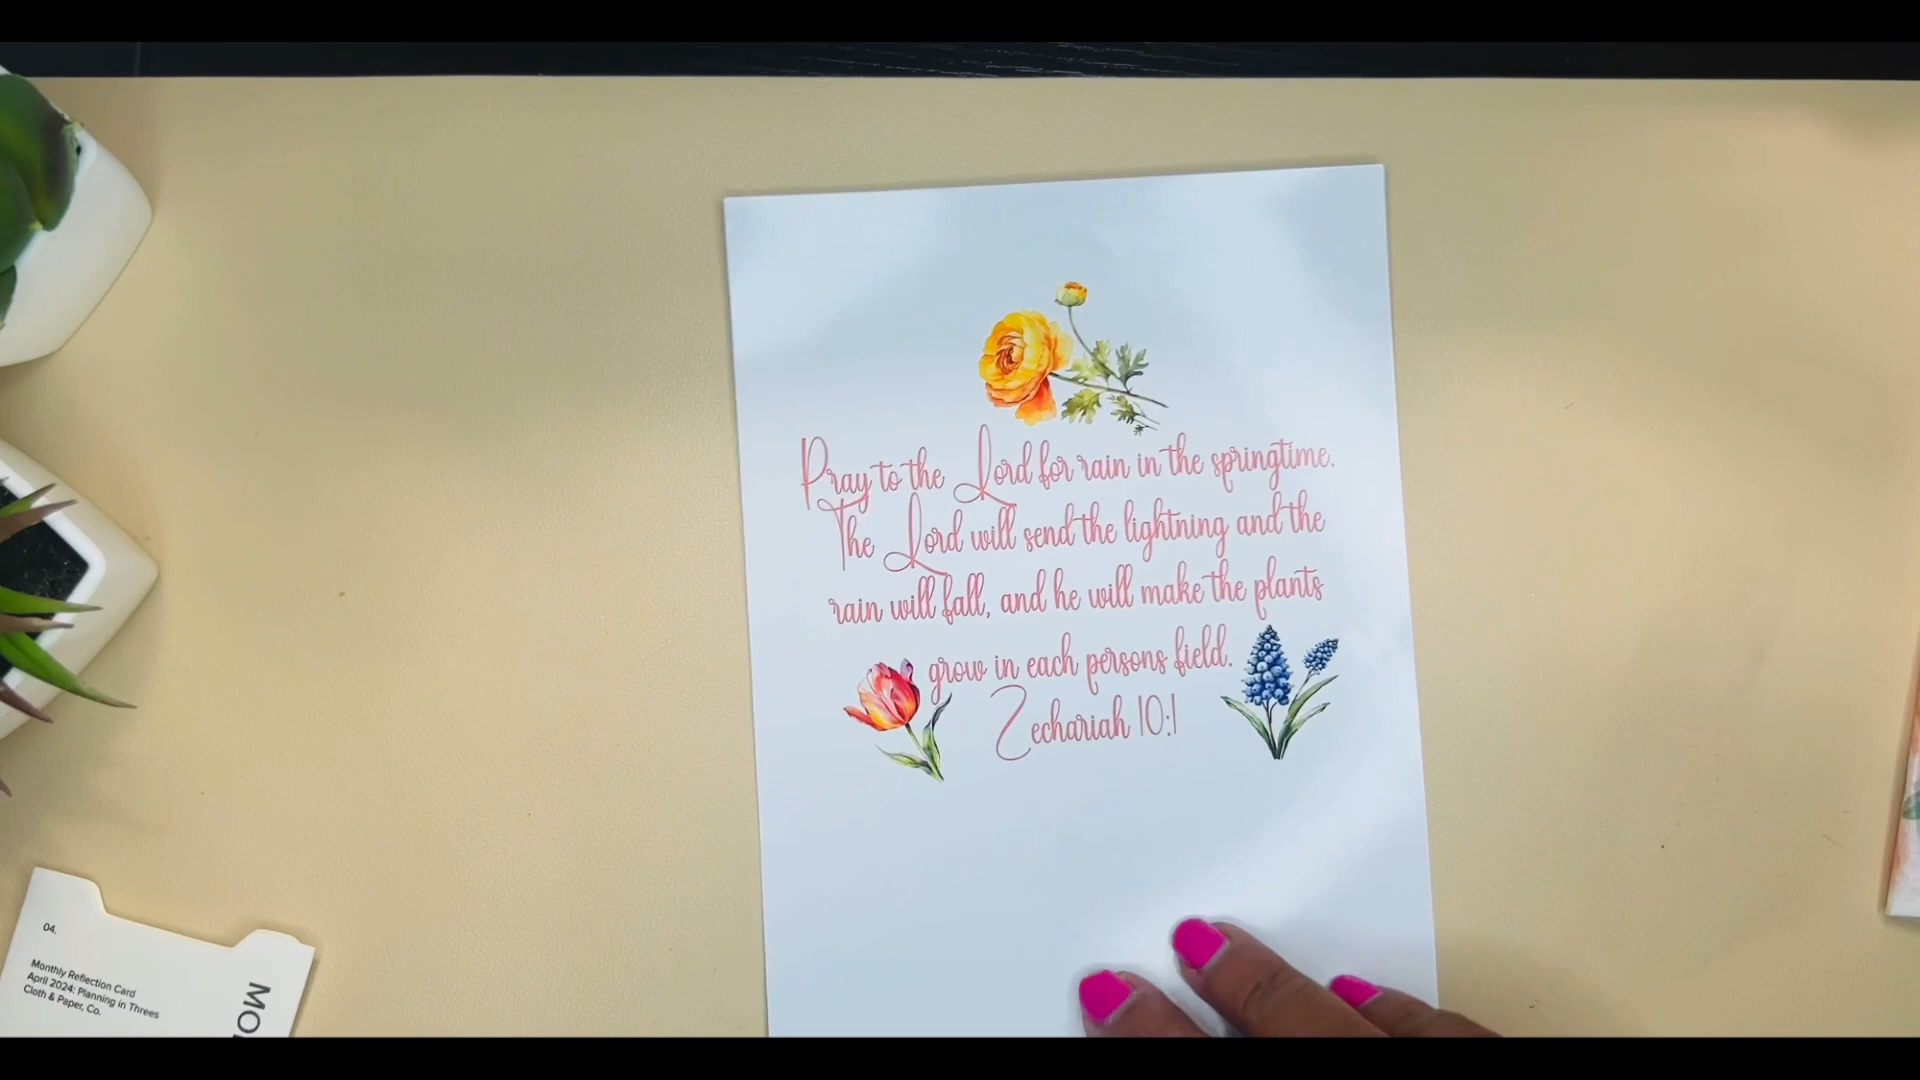 Pray to the Lord for rain in the springtime.
The Lord will send the lightning and the
rain will fall, and he will make the plants
grow in each persons field.
Zechariah 10:1
04.
Monthly Reflection Card
April 2024: Planning in Threes
Cloth & Paper, Co.